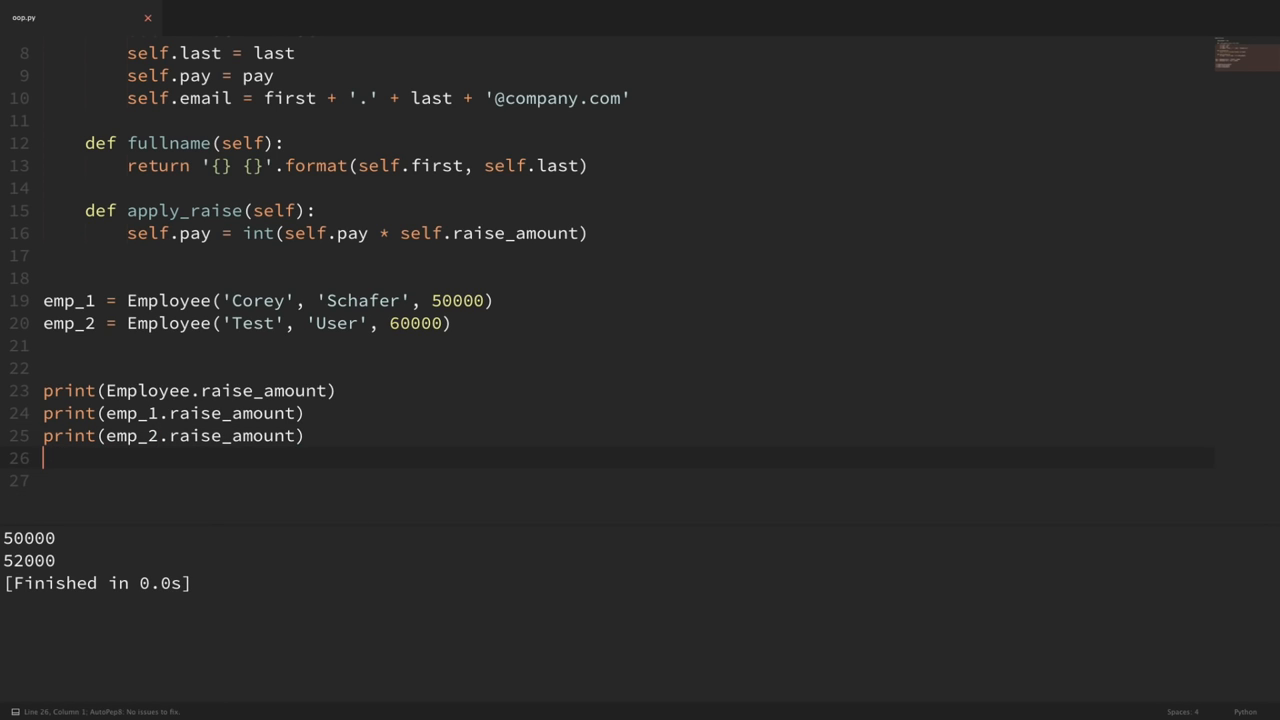 oop.py
8 self.last = last
9 self.pay = pay
10 self.email = first + '.' + last + '@company.com'
11
12 def fullname(self):
13 return '{} {}'.format(self.first, self.last)
14
15 def apply_raise(self):
16 self.pay = int(self.pay * self.raise_amount)
17
18
19 emp_1 = Employee('Corey', 'Schafer', 50000)
20 emp_2 = Employee('Test', 'User', 60000)
21
22
23 print(Employee.raise_amount)
24 print(emp_1.raise_amount)
25 print(emp_2.raise_amount)
26
27
50000
52000
[Finished in 0.0s]
Line 26, Column 1; AutoPep8: No issues to fix.
Spaces: 4 Python